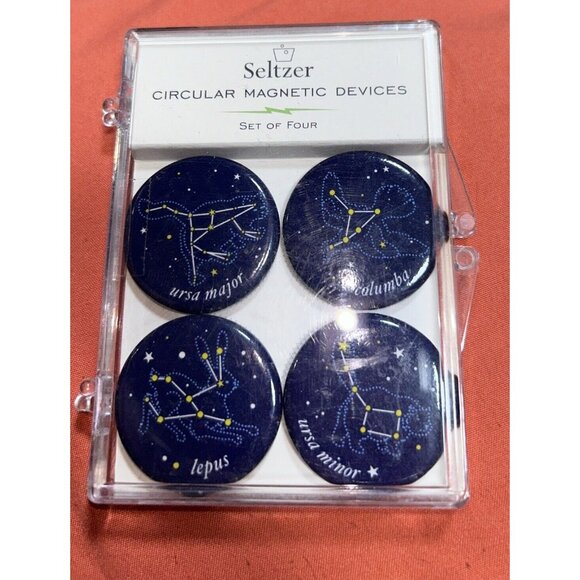 Seltzer
CIRCULAR MAGNETIC DEVICES
SET OF FOUR
ursa major
columba
lepus
ursa minor